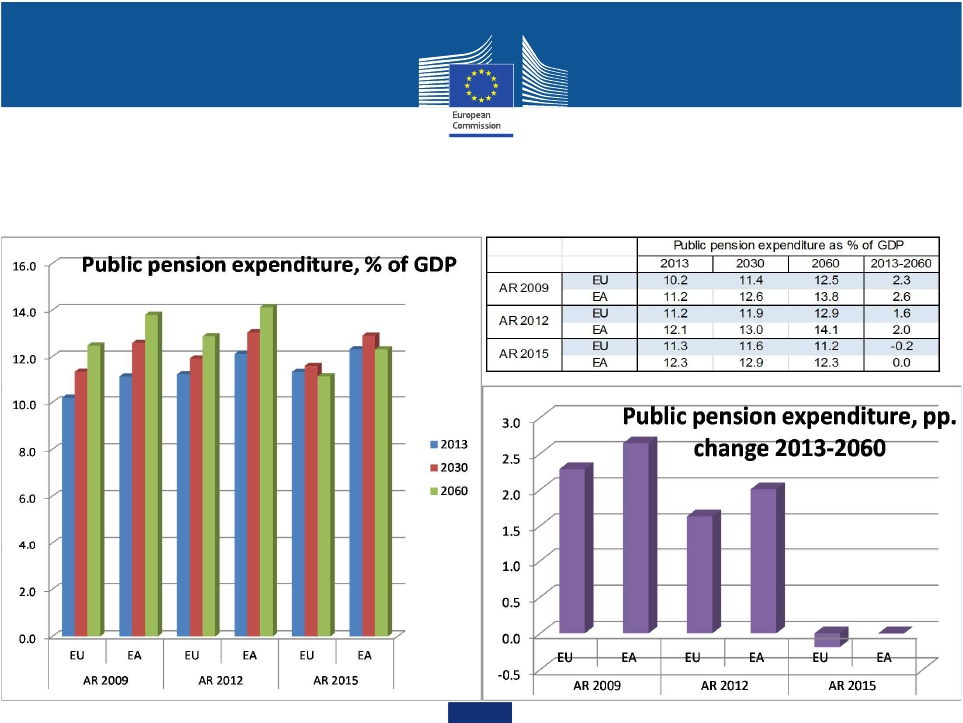 European
Commission
Public pension expenditure, % of GDP
16.0
14.0
12.0
10.0
8.0
6.0
4.0
2.0
0.0
2013
2030
2060
EU EA EU EA EU EA
AR 2009 AR 2012 AR 2015
Public pension expenditure as % of GDP
2013 2030 2060 2013-2060
AR 2009 EU 10.2 11.4 12.5 2.3
EA 11.2 12.6 13.8 2.6
AR 2012 EU 11.2 11.9 12.9 1.6
EA 12.1 13.0 14.1 2.0
AR 2015 EU 11.3 11.6 11.2 -0.2
EA 12.3 12.9 12.3 0.0
Public pension expenditure, pp.
change 2013-2060
3.0
2.5
2.0
1.5
1.0
0.5
0.0
-0.5
EU EA EU EA EU EA
AR 2009 AR 2012 AR 2015